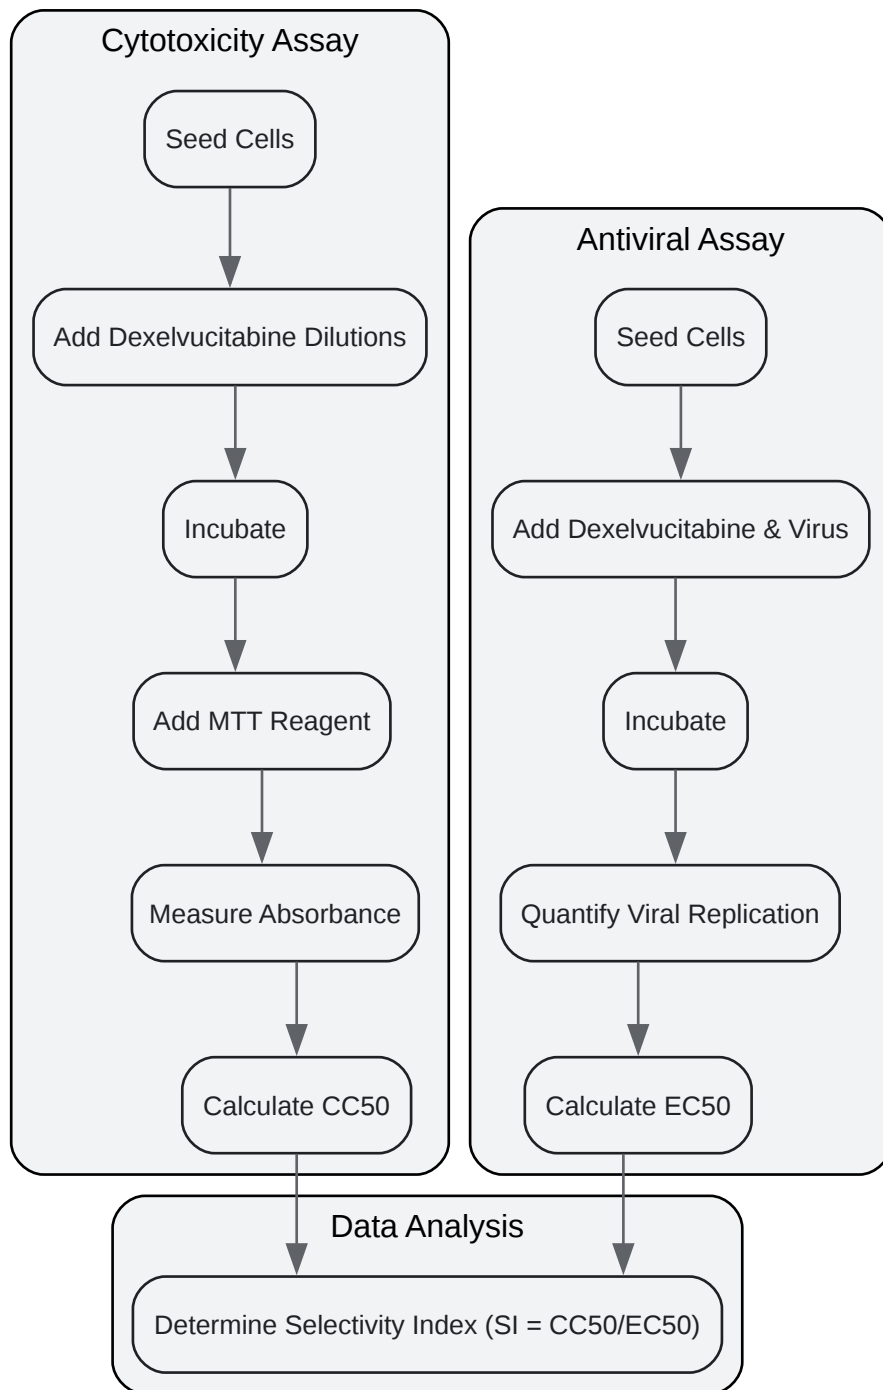 Cytotoxicity Assay
Seed Cells
Add Dexelvucitabine Dilutions
Incubate
Add MTT Reagent
Measure Absorbance
Calculate CC50
Antiviral Assay
Seed Cells
Add Dexelvucitabine & Virus
Incubate
Quantify Viral Replication
Calculate EC50
Data Analysis
Determine Selectivity Index (SI = CC50/EC50)